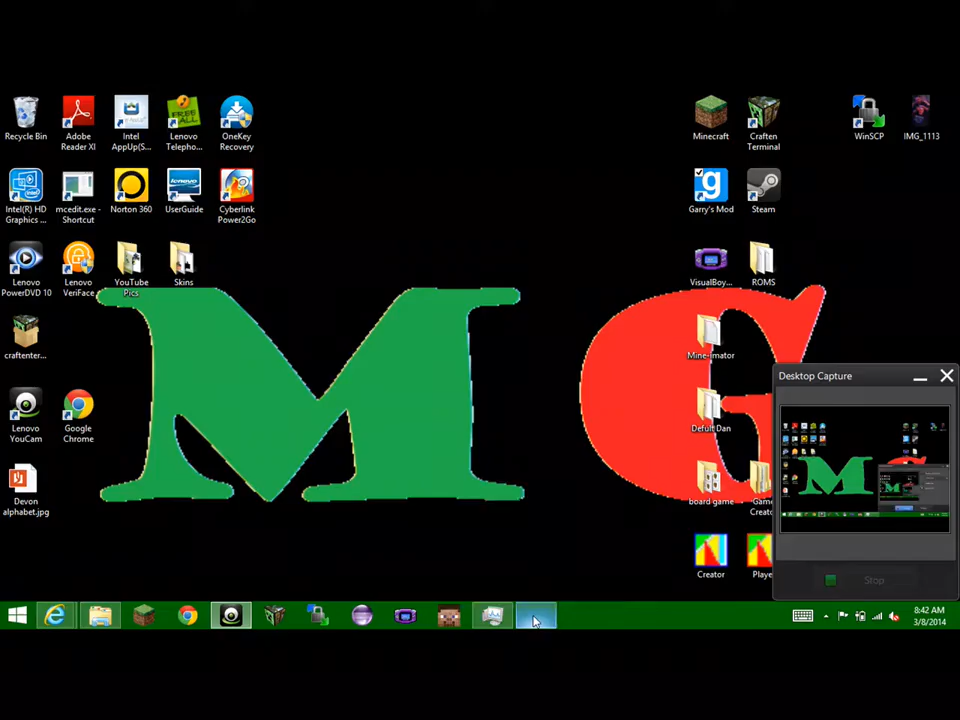 Recycle Bin
Adobe
Reader XI
Intel
AppUp(S...
Lenovo
Telepho...
OneKey
Recovery
Minecraft
Craften
Terminal
WinSCP
IMG_1113
Intel(R) HD
Graphics ...
mcedit.exe -
Shortcut
Norton 360
UserGuide
Cyberlink
Power2Go
Garry's Mod
Steam
Lenovo
PowerDVD 10
Lenovo
VeriFace
YouTube
Pics
Skins
VisualBoy...
ROMS
craftenter...
Mine-imator
M G
Desktop Capture
Lenovo
YouCam
Google
Chrome
Defult Dan
Devon
alphabet.jpg
board game
Game
Creato
Creator
Playe
Stop
8:42 AM
3/8/2014